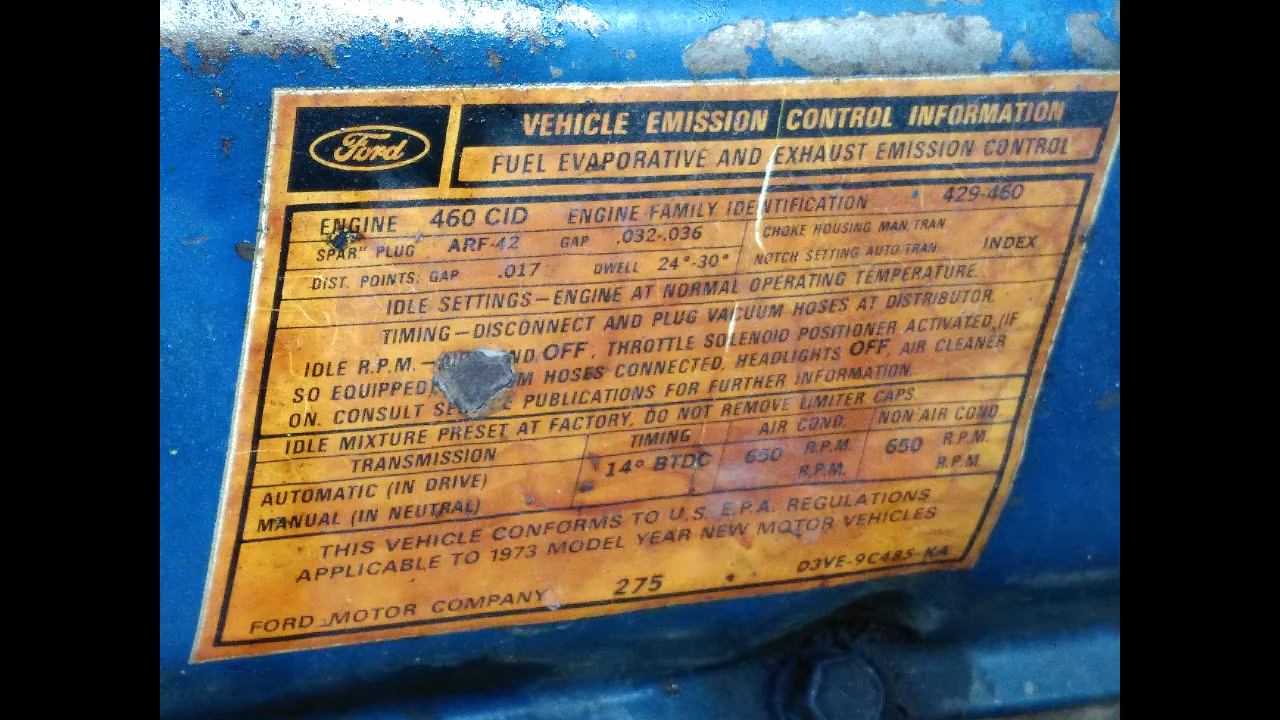 Ford
VEHICLE EMISSION CONTROL INFORMATION
FUEL EVAPORATIVE AND EXHAUST EMISSION CONTROL
ENGINE 460 CID ENGINE FAMILY IDENTIFICATION 429-460
SPAR" PLUG ARF-42 GAP .032-.036 CHOKE HOUSING MAN. TRAN
DIST. POINTS: GAP .017 DWELL 24°-30° NOTCH SETTING AUTO TRAN INDEX
IDLE SETTINGS—ENGINE AT NORMAL OPERATING TEMPERATURE.
TIMING—DISCONNECT AND PLUG VACUUM HOSES AT DISTRIBUTOR.
IDLE R.P.M.— OFF, THROTTLE SOLENOID POSITIONER ACTIVATED,(IF
SO EQUIPPED) HOSES CONNECTED, HEADLIGHTS OFF, AIR CLEANER
ON. CONSULT PUBLICATIONS FOR FURTHER INFORMATION.
IDLE MIXTURE PRESET AT FACTORY, DO NOT REMOVE LIMITER CAPS.
TRANSMISSION TIMING AIR COND. NON AIR COND
AUTOMATIC (IN DRIVE) 14° BTDC 650 R.P.M. 650 R.P.M.
MANUAL (IN NEUTRAL) R.P.M. R.P.M
THIS VEHICLE CONFORMS TO U.S. E.P.A. REGULATIONS
APPLICABLE TO 1973 MODEL YEAR NEW MOTOR VEHICLES
FORD MOTOR COMPANY 275 D3VE-9C485-K4